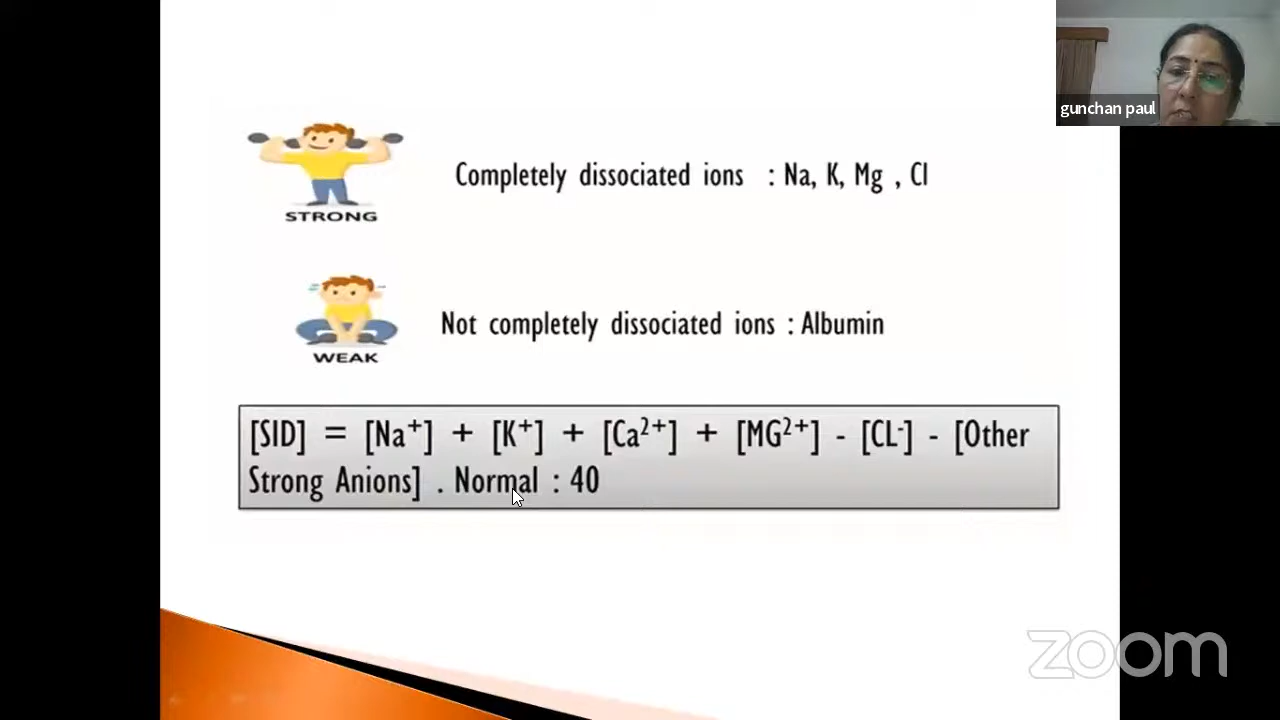 gunchan paul
STRONG
Completely dissociated ions : Na, K, Mg , Cl
WEAK
Not completely dissociated ions : Albumin
[SID] = [Na⁺] + [K⁺] + [Ca²⁺] + [MG²⁺] - [CL⁻] - [Other
Strong Anions] . Normal : 40
zoom